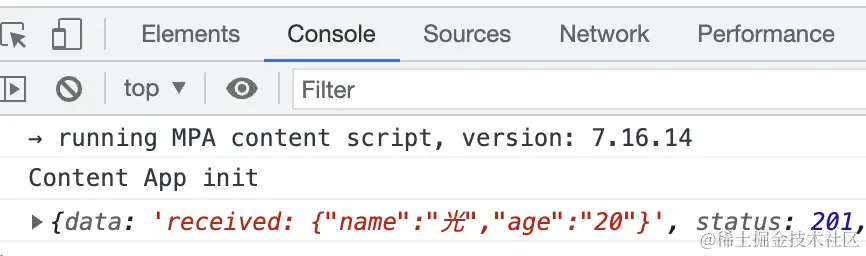 Elements Console Sources Network Performance
top ▼ Filter
→ running MPA content script, version: 7.16.14
Content App init
▶{data: 'received: {"name":"光","age":"20"}', status: 201,
@稀土掘金技术社区